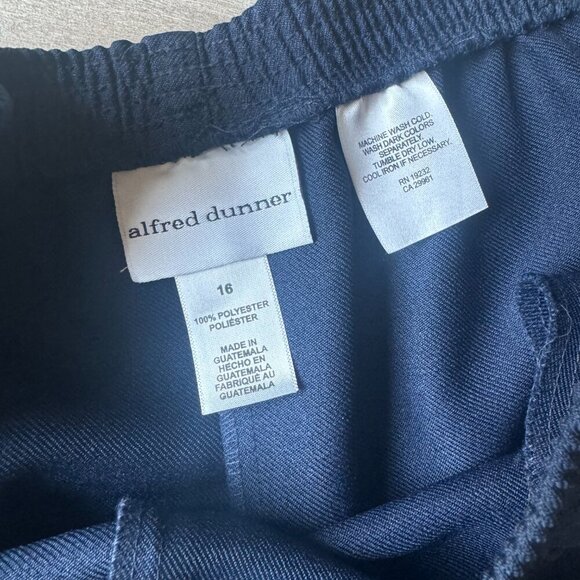 alfred dunner
16
100% POLYESTER
POLIÉSTER
MADE IN
GUATEMALA
HECHO EN
GUATEMALA
FABRIQUÉ AU
GUATEMALA
MACHINE WASH COLD.
WASH DARK COLORS
SEPARATELY.
TUMBLE DRY LOW.
COOL IRON IF NECESSARY.
RN 19232
CA 29961